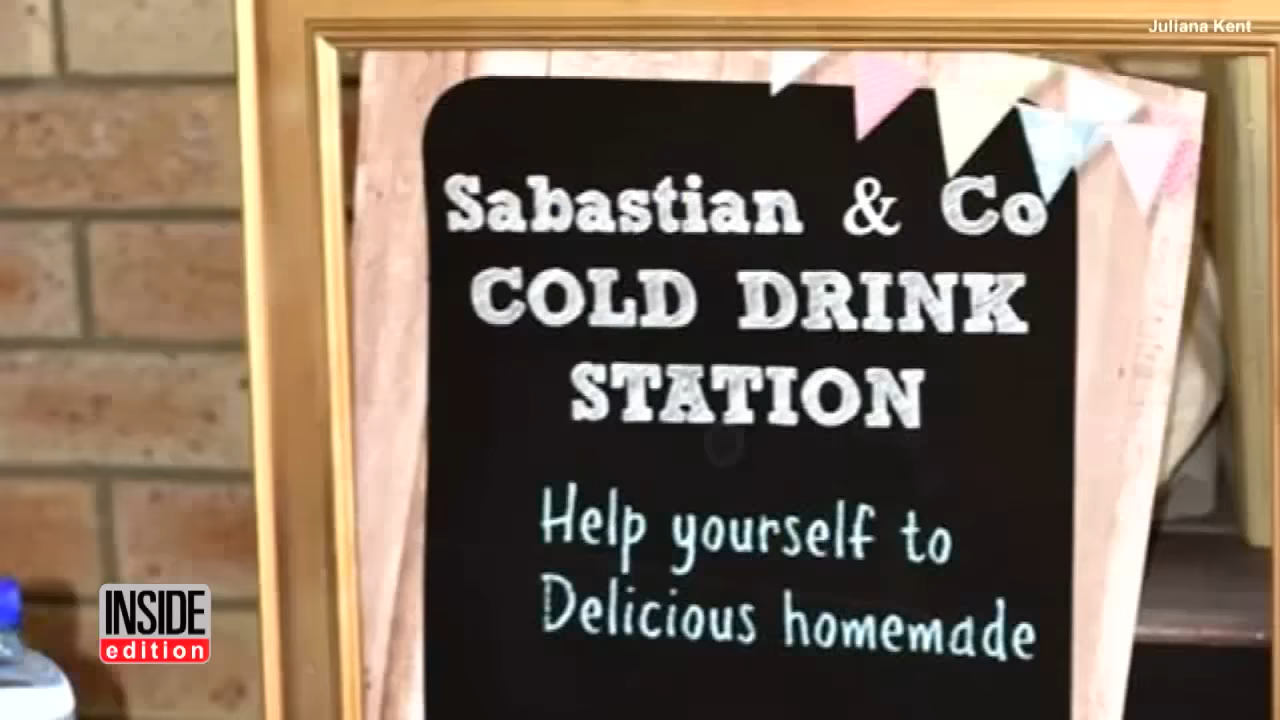 Juliana Kent
Sabastian & Co
COLD DRINK
STATION
Help yourself to
Delicious homemade
INSIDE
edition